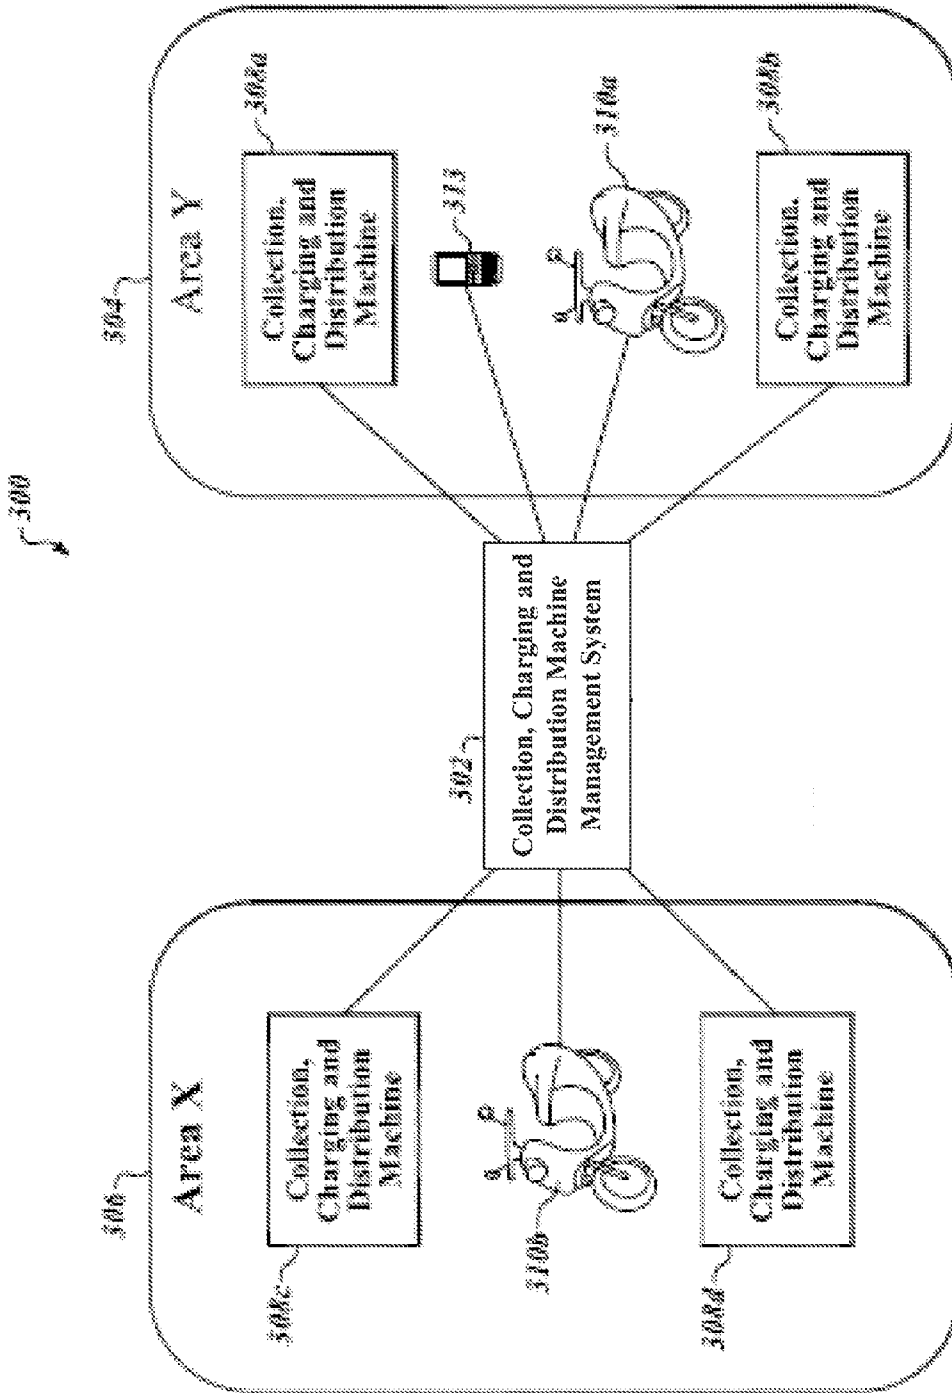 300
306
Area X
308c
Collection,
Charging and
Distribution
Machine
310b
308d
Collection,
Charging and
Distribution
Machine
302
Collection, Charging and
Distribution Machine
Management System
304
Area Y
308a
Collection,
Charging and
Distribution
Machine
313
310a
308b
Collection,
Charging and
Distribution
Machine